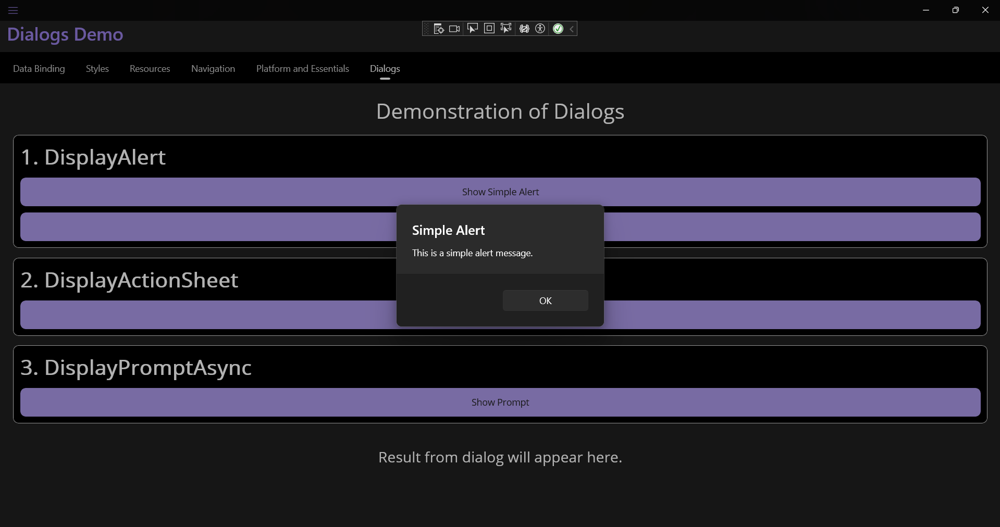 Dialogs Demo
Data Binding Styles Resources Navigation Platform and Essentials Dialogs
Demonstration of Dialogs
1. DisplayAlert
Show Simple Alert
Simple Alert
This is a simple alert message.
OK
2. DisplayActionSheet
3. DisplayPromptAsync
Show Prompt
Result from dialog will appear here.